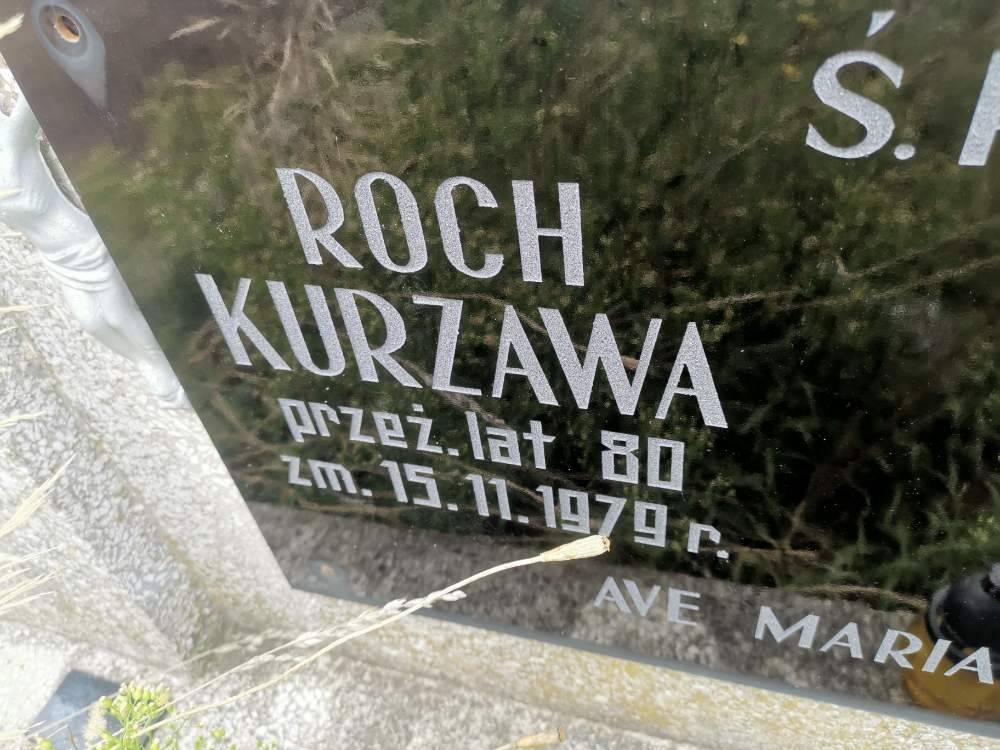 Ś.
ROCH
KURZAWA
przeż. lat 80
zm. 15.11.1979 r.
AVE MARIA